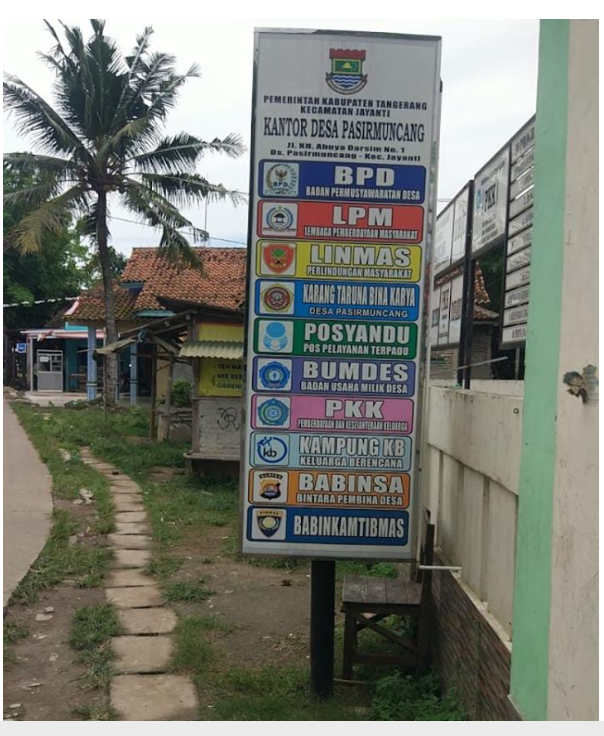 PEMERINTAH KABUPATEN TANGERANG
KECAMATAN JAYANTI
KANTOR DESA PASIRMUNCANG
Jl. KH. Abuya Darsim No. 1
Ds. Pasirmuncang - Kec. Jayanti
BPD
BADAN PERMUSYAWARATAN DESA
LPM
LEMBAGA PEMBERDAYAAN MASYARAKAT
LINMAS
PERLINDUNGAN MASYARAKAT
KARANG TARUNA BINA KARYA
DESA PASIRMUNCANG
POSYANDU
POS PELAYANAN TERPADU
BUMDES
BADAN USAHA MILIK DESA
PKK
PEMBERDAYAAN DAN KESEJAHTERAAN KELUARGA
kb
KAMPUNG KB
KELUARGA BERENCANA
BABINSA
BINTARA PEMBINA DESA
BABINKAMTIBMAS
PKK